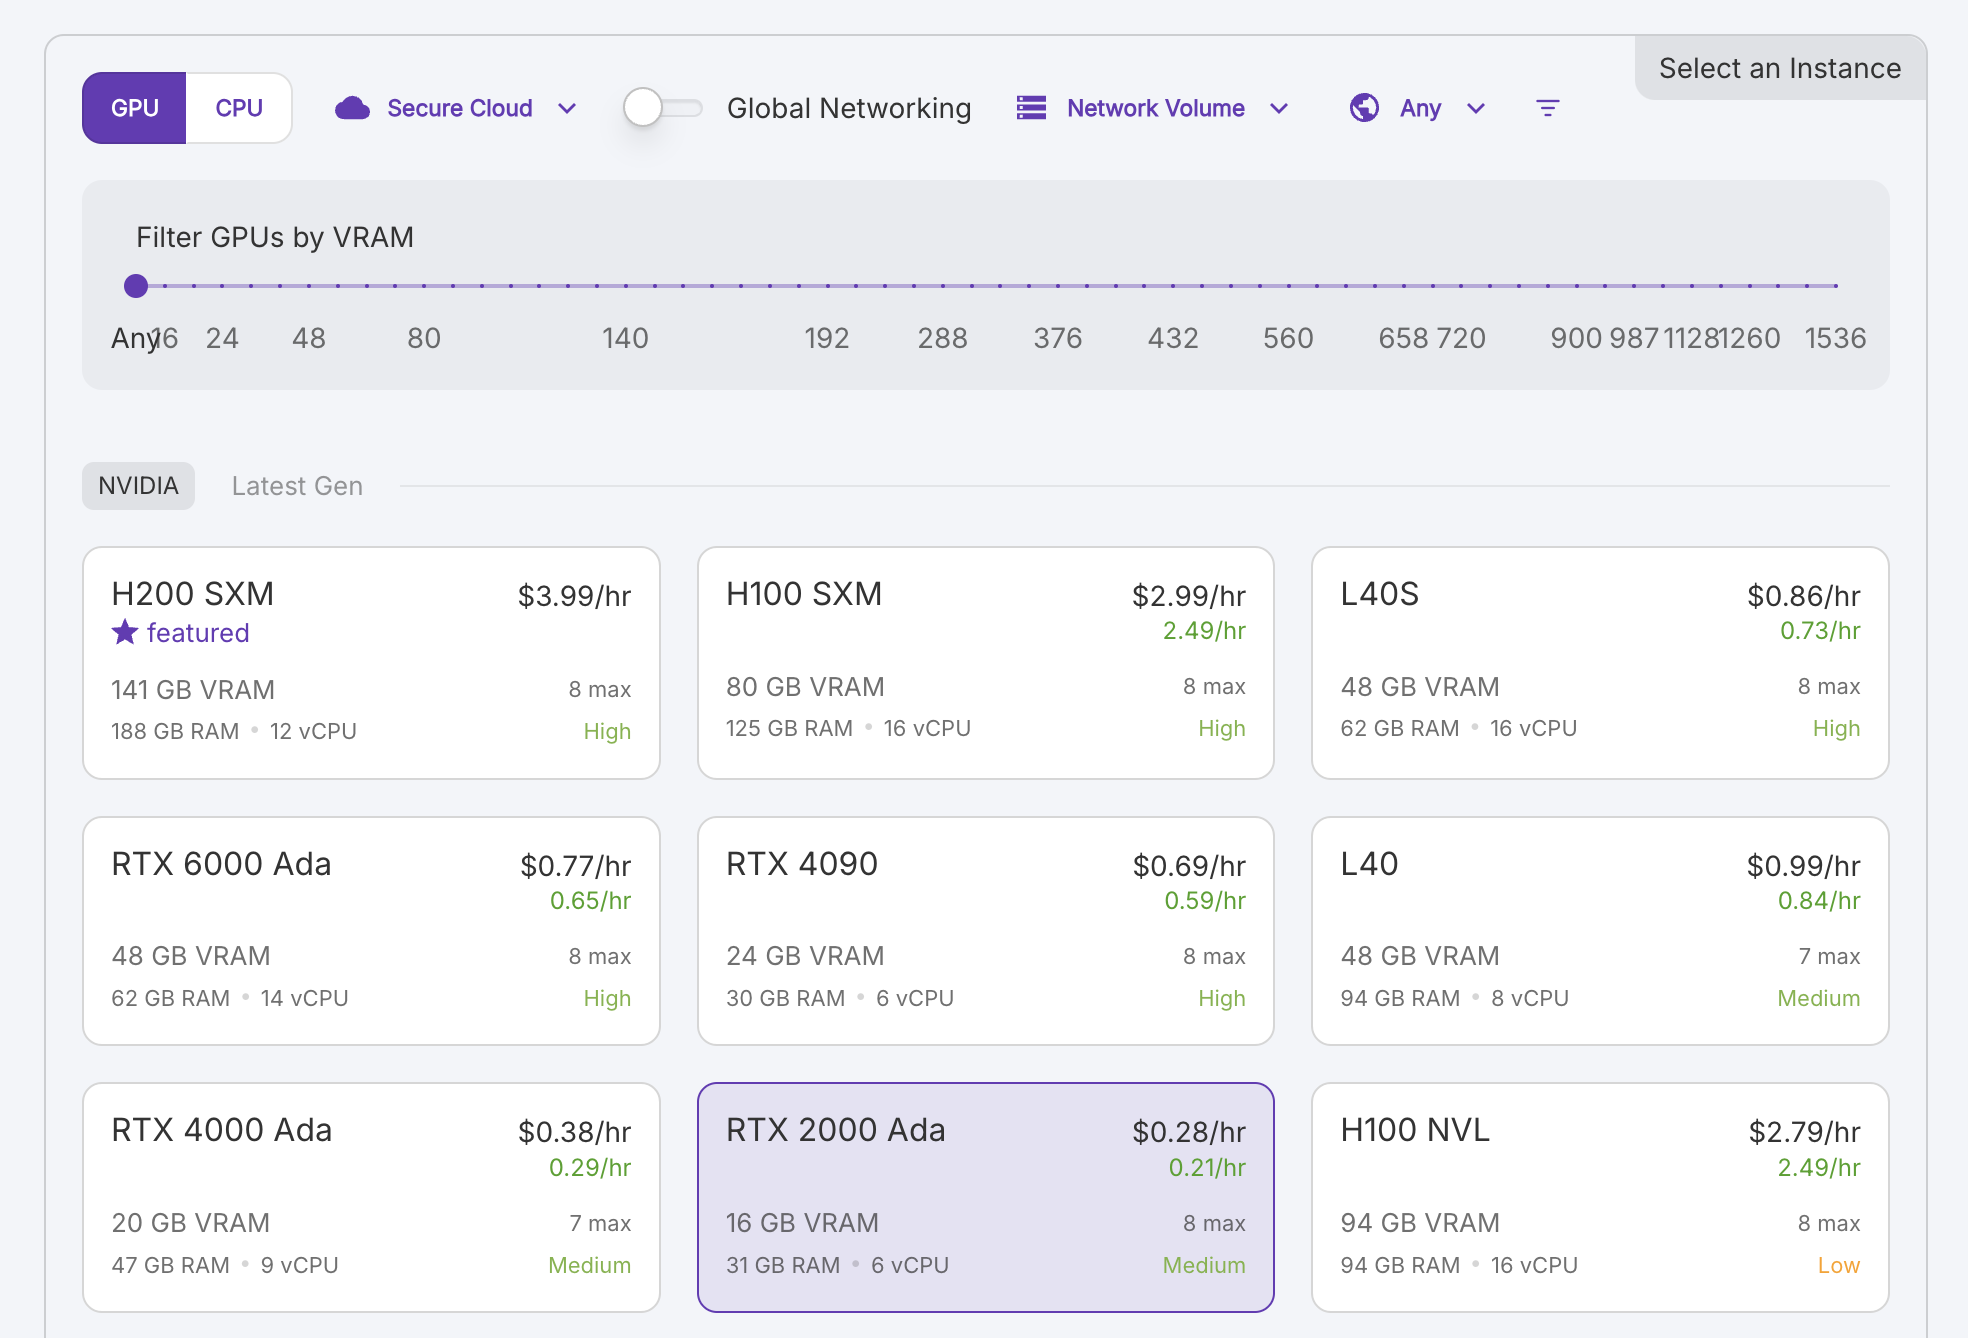 Select an Instance
GPU CPU Secure Cloud Global Networking Network Volume Any
Filter GPUs by VRAM
Any 16 24 48 80 140 192 288 376 432 560 658 720 900 987 1128 1260 1536
NVIDIA Latest Gen
H200 SXM $3.99/hr
featured
141 GB VRAM 8 max
188 GB RAM • 12 vCPU High
H100 SXM $2.99/hr
2.49/hr
80 GB VRAM 8 max
125 GB RAM • 16 vCPU High
L40S $0.86/hr
0.73/hr
48 GB VRAM 8 max
62 GB RAM • 16 vCPU High
RTX 6000 Ada $0.77/hr
0.65/hr
48 GB VRAM 8 max
62 GB RAM • 14 vCPU High
RTX 4090 $0.69/hr
0.59/hr
24 GB VRAM 8 max
30 GB RAM • 6 vCPU High
L40 $0.99/hr
0.84/hr
48 GB VRAM 7 max
94 GB RAM • 8 vCPU Medium
RTX 4000 Ada $0.38/hr
0.29/hr
20 GB VRAM 7 max
47 GB RAM • 9 vCPU Medium
RTX 2000 Ada $0.28/hr
0.21/hr
16 GB VRAM 8 max
31 GB RAM • 6 vCPU Medium
H100 NVL $2.79/hr
2.49/hr
94 GB VRAM 8 max
94 GB RAM • 16 vCPU Low